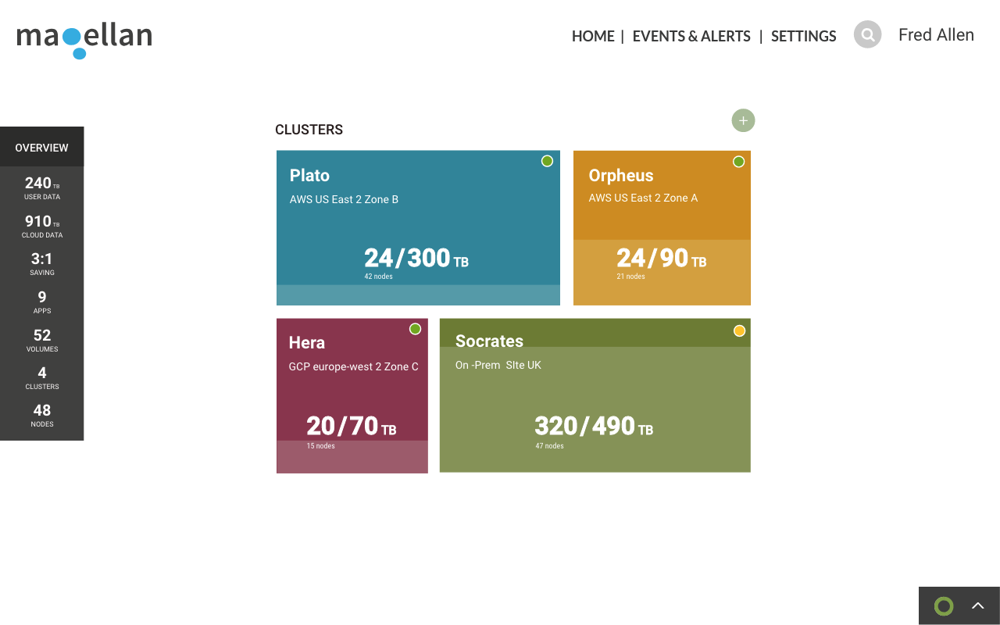 magellan
HOME | EVENTS & ALERTS | SETTINGS
Fred Allen
OVERVIEW
240 TB
USER DATA
910 TB
CLOUD DATA
3:1
SAVING
9
APPS
52
VOLUMES
4
CLUSTERS
48
NODES
CLUSTERS
+
Plato
AWS US East 2 Zone B
24/300 TB
42 nodes
Orpheus
AWS US East 2 Zone A
24/90 TB
21 nodes
Hera
GCP europe-west 2 Zone C
20/70 TB
15 nodes
Socrates
On -Prem SIte UK
320/490 TB
47 nodes